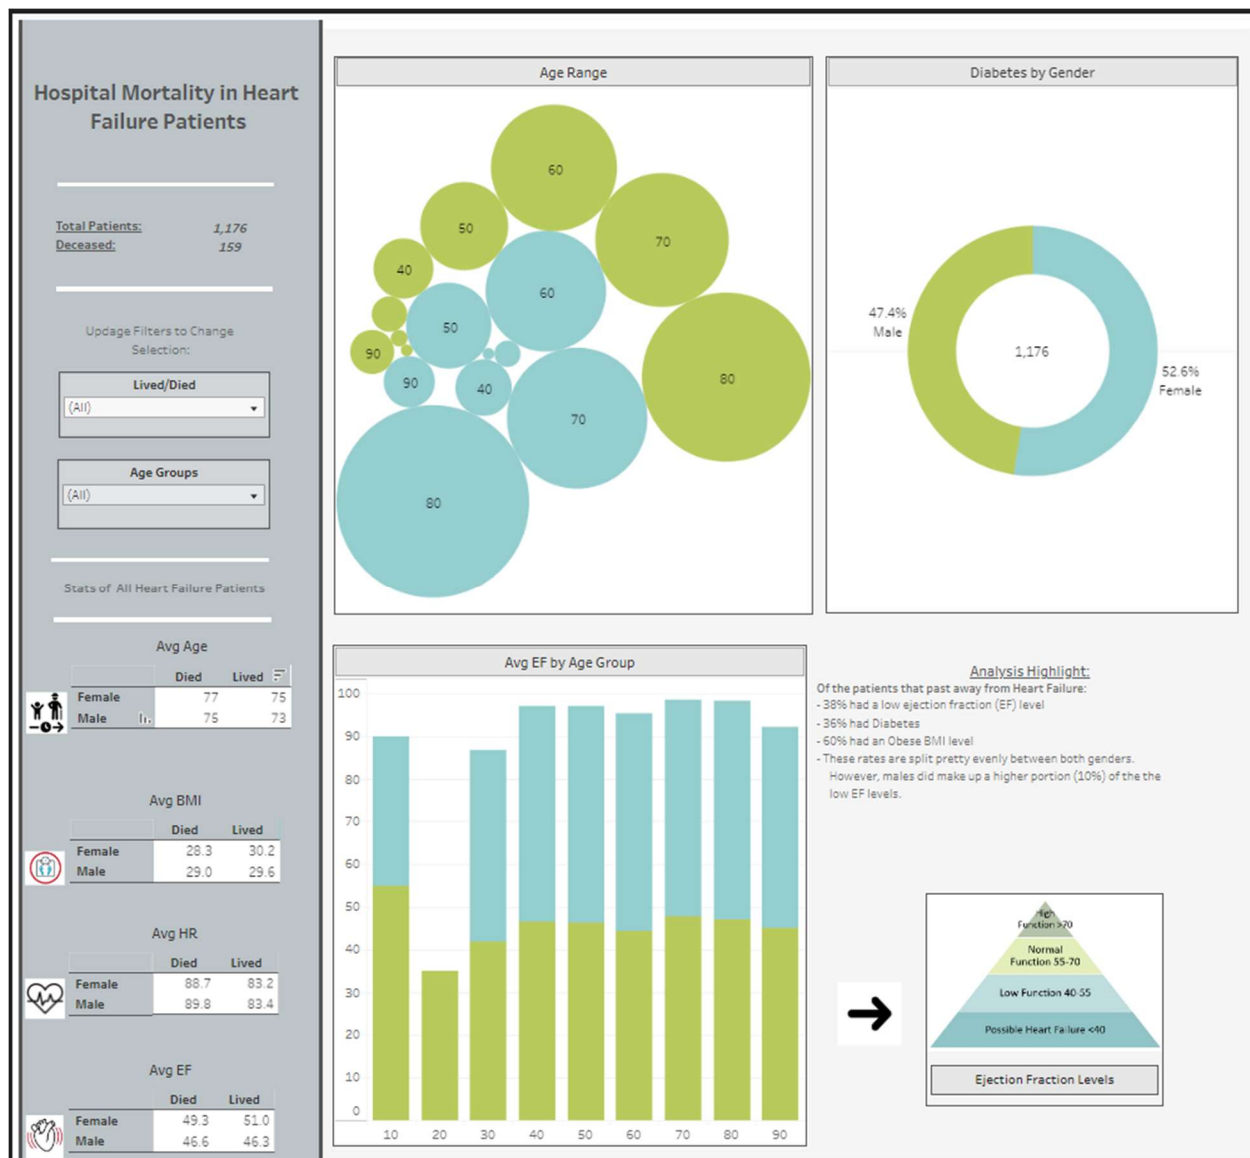 Hospital Mortality in Heart
Failure Patients
Total Patients: 1,176
Deceased: 159
Updage Filters to Change
Selection:
Lived/Died
(All)
Age Groups
(All)
Stats of All Heart Failure Patients
Avg Age
Died Lived
Female 77 75
Male 75 73
Avg BMI
Died Lived
Female 28.3 30.2
Male 29.0 29.6
Avg HR
Died Lived
Female 88.7 83.2
Male 89.8 83.4
Avg EF
Died Lived
Female 49.3 51.0
Male 46.6 46.3
Age Range
60
50
70
40
60
50
90
90
40
80
70
80
Diabetes by Gender
47.4%
Male
1,176
52.6%
Female
Avg EF by Age Group
100
90
80
70
60
50
40
30
20
10
0
10 20 30 40 50 60 70 80 90
Analysis Highlight:
Of the patients that past away from Heart Failure:
- 38% had a low ejection fraction (EF) level
- 36% had Diabetes
- 60% had an Obese BMI level
- These rates are split pretty evenly between both genders.
However, males did make up a higher portion (10%) of the the
low EF levels.
High
Function >70
Normal
Function 55-70
Low Function 40-55
Possible Heart Failure <40
Ejection Fraction Levels